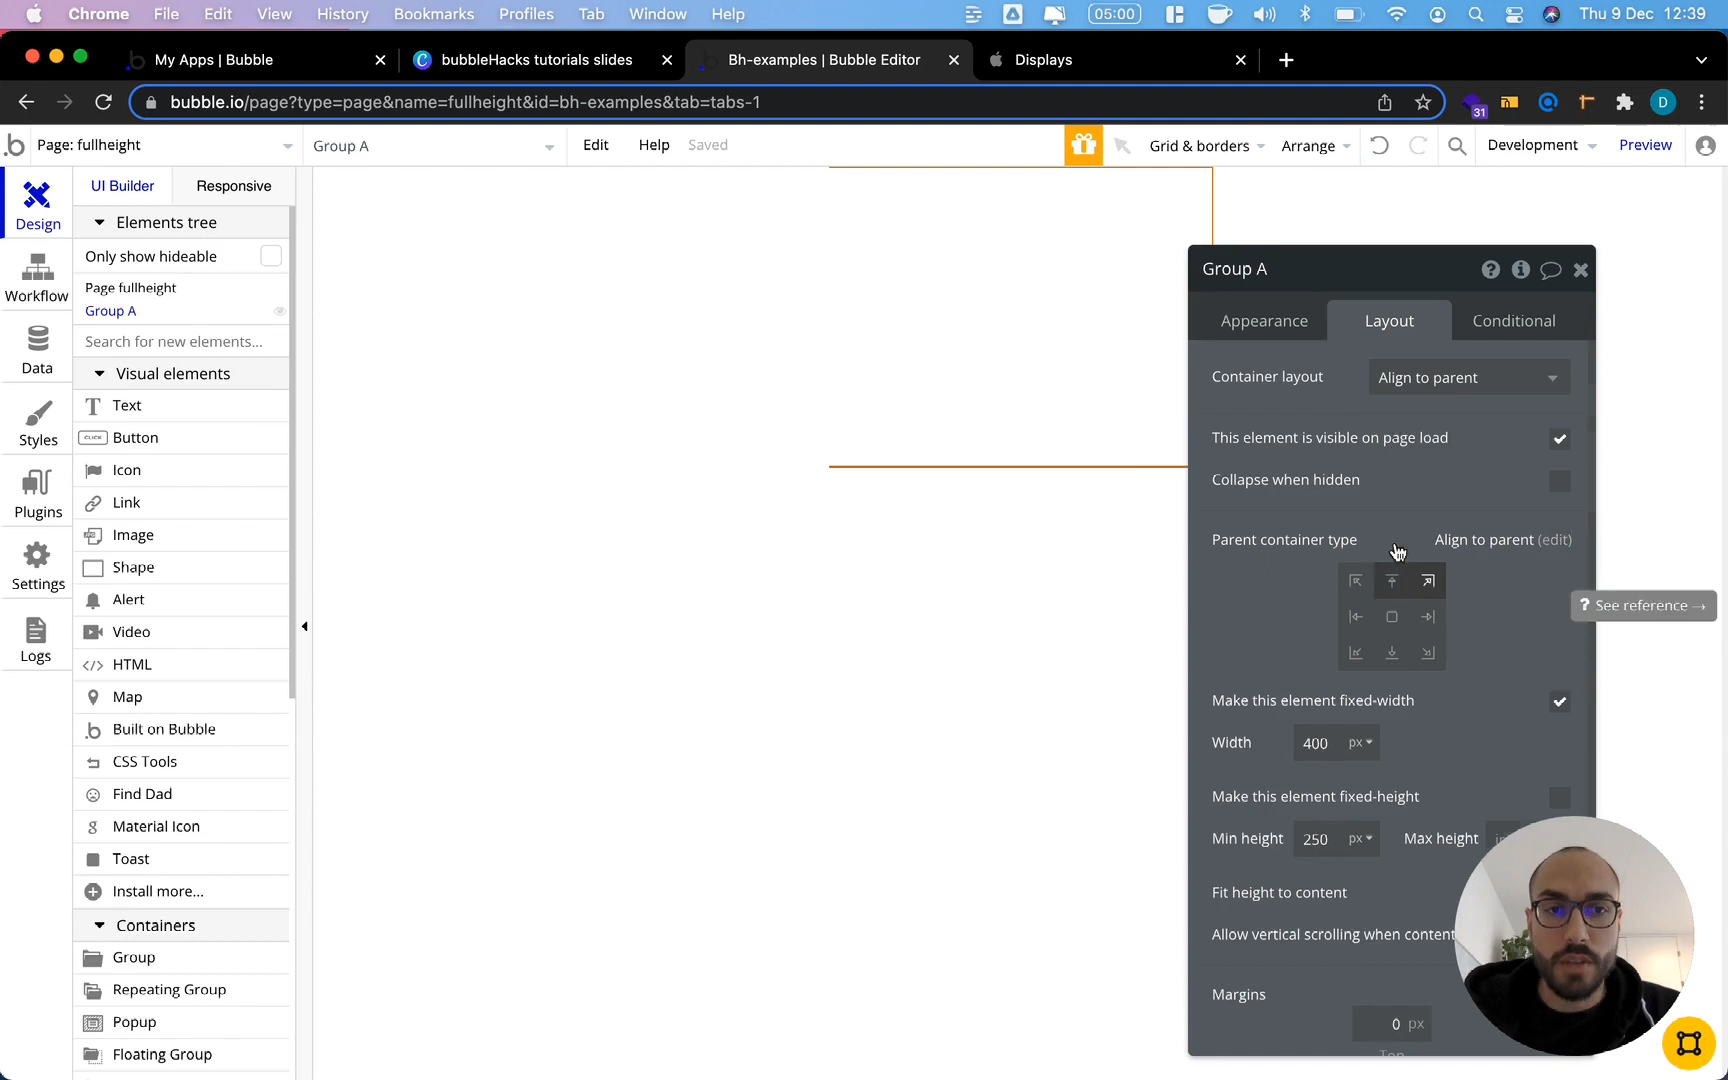 Chrome File Edit View History Bookmarks Profiles Tab Window Help 05:00 Thu 9 Dec 12:39
My Apps | Bubble bubbleHacks tutorials slides Bh-examples | Bubble Editor Displays
bubble.io/page?type=page&name=fullheight&id=bh-examples&tab=tabs-1 31 D
Page: fullheight Group A Edit Help Saved Grid & borders Arrange Development Preview
Design
Workflow
Data
Styles
Plugins
Settings
Logs
UI Builder Responsive
Elements tree
Only show hideable
Page fullheight
Group A
Search for new elements...
Visual elements
Text
CLICK Button
Icon
Link
Image
Shape
Alert
Video
HTML
Map
Built on Bubble
CSS Tools
Find Dad
Material Icon
Toast
Install more...
Containers
Group
Repeating Group
Popup
Floating Group
Group A
Appearance Layout Conditional
Container layout Align to parent
This element is visible on page load
Collapse when hidden
Parent container type Align to parent (edit)
? See reference →
Make this element fixed-width
Width 400 px
Make this element fixed-height
Min height 250 px Max height
Fit height to content
Allow vertical scrolling when content
Margins
0 px